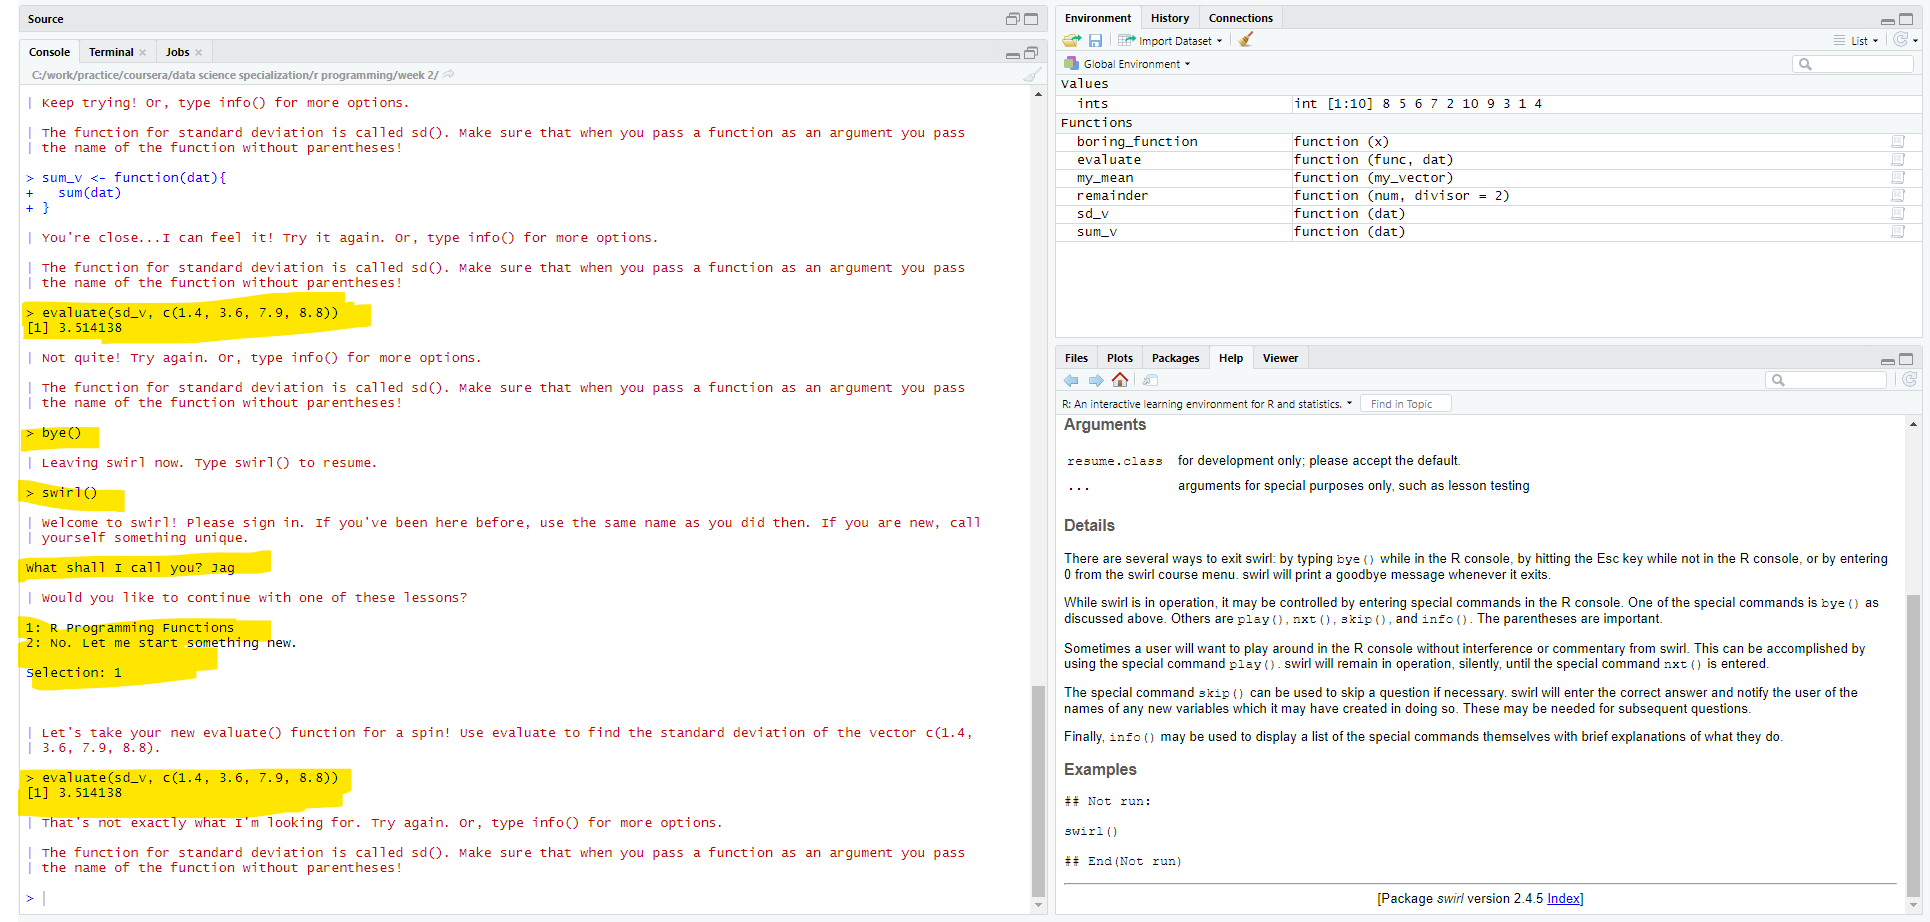 Source
Console Terminal Jobs
C:/work/practice/coursera/data science specialization/r programming/week 2/
| Keep trying! Or, type info() for more options.
| The function for standard deviation is called sd(). Make sure that when you pass a function as an argument you pass
| the name of the function without parentheses!
> sum_v <- function(dat){
+   sum(dat)
+ }
| You're close...I can feel it! Try it again. Or, type info() for more options.
| The function for standard deviation is called sd(). Make sure that when you pass a function as an argument you pass
| the name of the function without parentheses!
> evaluate(sd_v, c(1.4, 3.6, 7.9, 8.8))
[1] 3.514138
| Not quite! Try again. Or, type info() for more options.
| The function for standard deviation is called sd(). Make sure that when you pass a function as an argument you pass
| the name of the function without parentheses!
> bye()
| Leaving swirl now. Type swirl() to resume.
> swirl()
| Welcome to swirl! Please sign in. If you've been here before, use the same name as you did then. If you are new, call
| yourself something unique.
What shall I call you? Jag
| Would you like to continue with one of these lessons?
1: R Programming Functions
2: No. Let me start something new.
Selection: 1
| Let's take your new evaluate() function for a spin! Use evaluate to find the standard deviation of the vector c(1.4,
| 3.6, 7.9, 8.8).
> evaluate(sd_v, c(1.4, 3.6, 7.9, 8.8))
[1] 3.514138
| That's not exactly what I'm looking for. Try again. Or, type info() for more options.
| The function for standard deviation is called sd(). Make sure that when you pass a function as an argument you pass
| the name of the function without parentheses!
>
Environment History Connections
Import Dataset List
Global Environment
Values
ints int [1:10] 8 5 6 7 2 10 9 3 1 4
Functions
boring_function function (x)
evaluate function (func, dat)
my_mean function (my_vector)
remainder function (num, divisor = 2)
sd_v function (dat)
sum_v function (dat)
Files Plots Packages Help Viewer
R: An interactive learning environment for R and statistics. Find in Topic
Arguments
resume.class for development only; please accept the default.
... arguments for special purposes only, such as lesson testing
Details
There are several ways to exit swirl: by typing bye() while in the R console, by hitting the Esc key while not in the R console, or by entering
0 from the swirl course menu. swirl will print a goodbye message whenever it exits.
While swirl is in operation, it may be controlled by entering special commands in the R console. One of the special commands is bye() as
discussed above. Others are play(), nxt(), skip(), and info(). The parentheses are important.
Sometimes a user will want to play around in the R console without interference or commentary from swirl. This can be accomplished by
using the special command play(). swirl will remain in operation, silently, until the special command nxt() is entered.
The special command skip() can be used to skip a question if necessary. swirl will enter the correct answer and notify the user of the
names of any new variables which it may have created in doing so. These may be needed for subsequent questions.
Finally, info() may be used to display a list of the special commands themselves with brief explanations of what they do.
Examples
## Not run:
swirl()
## End(Not run)
[Package swirl version 2.4.5 Index]